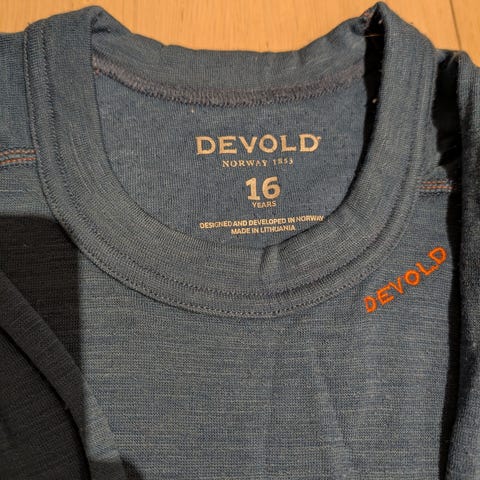 DEVOLD
NORWAY 1853
16
YEARS
DESIGNED AND DEVELOPED IN NORWAY
MADE IN LITHUANIA
DEVOLD